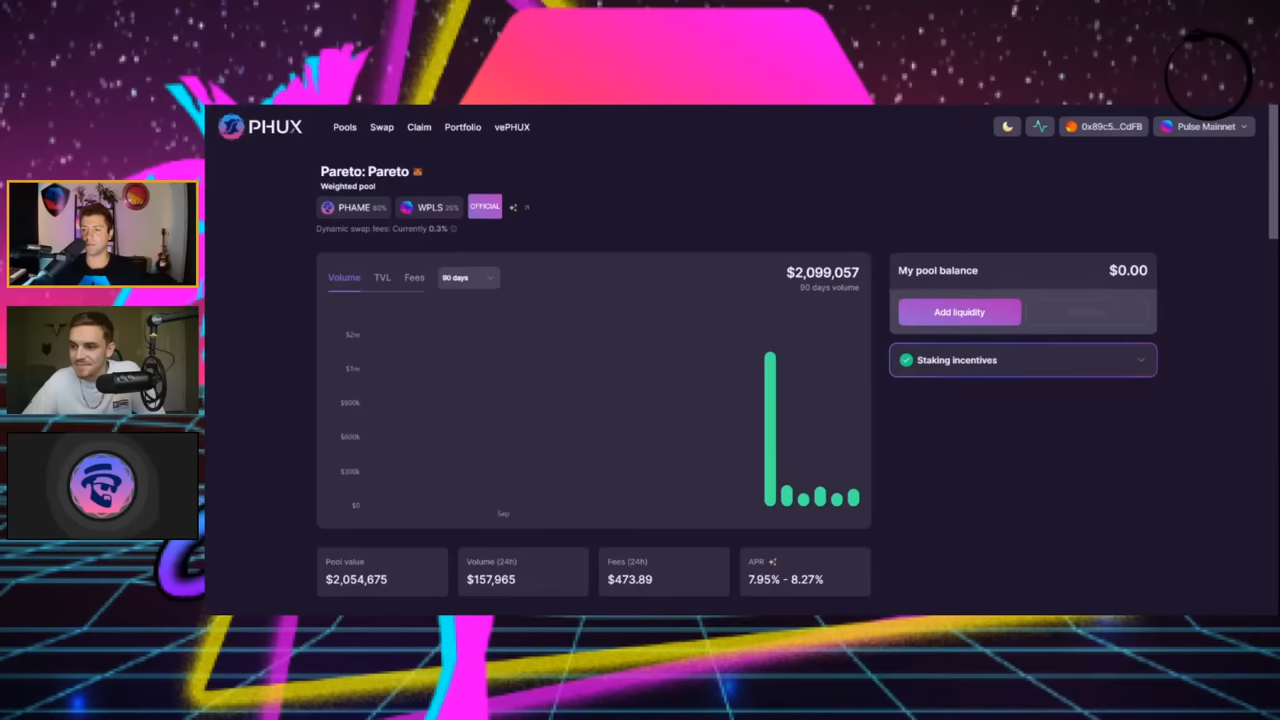 PHUX Pools Swap Claim Portfolio vePHUX 0x89c5...CdFB Pulse Mainnet
Pareto: Pareto
Weighted pool
PHAME 80% WPLS 20% OFFICIAL
Dynamic swap fees: Currently 0.3%
Volume TVL Fees 90 days
$2,099,057
90 days volume
$2m
$1m
$900k
$600k
$300k
$0
Sep
My pool balance $0.00
Add liquidity
Staking incentives
Pool value
$2,054,675
Volume (24h)
$157,965
Fees (24h)
$473.89
APR
7.95% - 8.27%